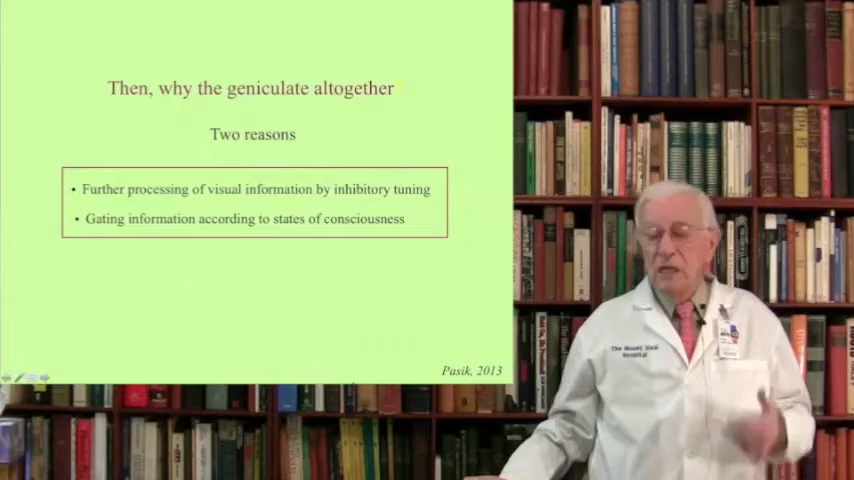 Then, why the geniculate altogether
Two reasons
• Further processing of visual information by inhibitory tuning
• Gating information according to states of consciousness
Pasik, 2013
The Mount Sinai
Hospital